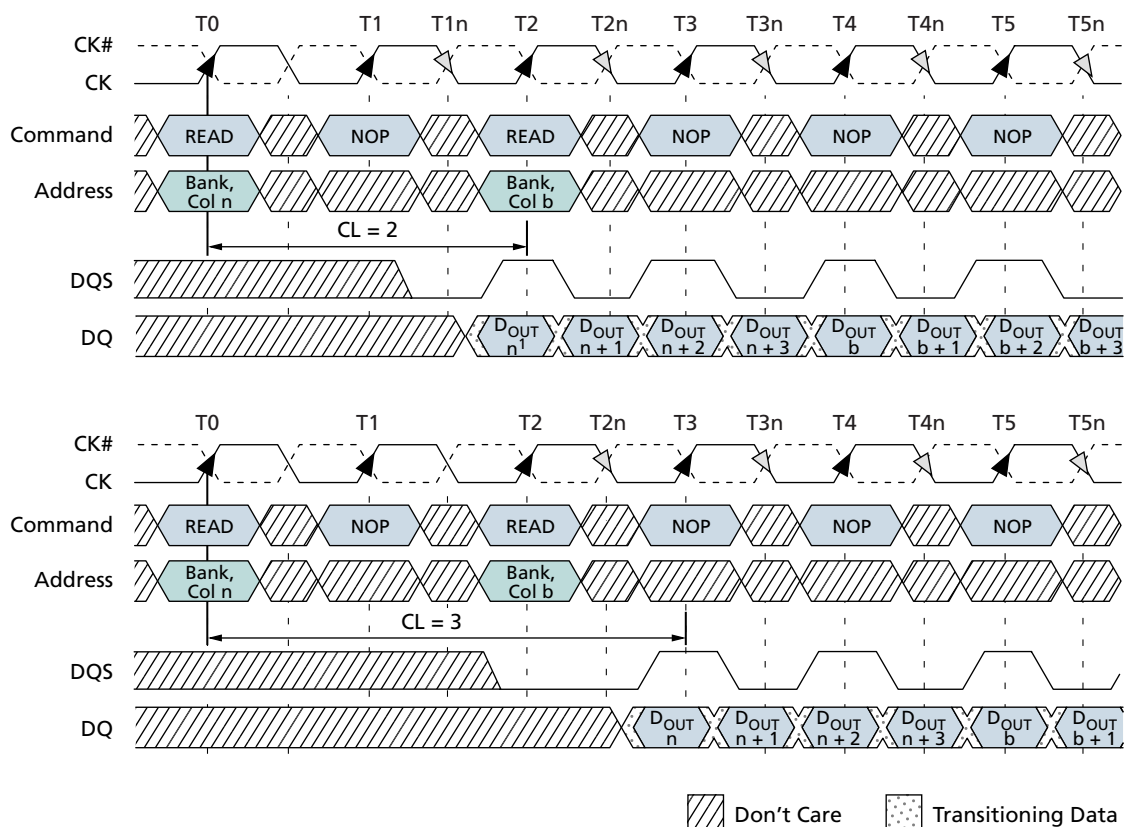 T0 T1 T1n T2 T2n T3 T3n T4 T4n T5 T5n
CK#
CK
Command READ NOP READ NOP NOP NOP
Address Bank, Col n Bank, Col b
CL = 2
DQS
DQ DOUT n¹ DOUT n + 1 DOUT n + 2 DOUT n + 3 DOUT b DOUT b + 1 DOUT b + 2 DOUT b + 3
T0 T1 T2 T2n T3 T3n T4 T4n T5 T5n
CK#
CK
Command READ NOP READ NOP NOP NOP
Address Bank, Col n Bank, Col b
CL = 3
DQS
DQ DOUT n DOUT n + 1 DOUT n + 2 DOUT n + 3 DOUT b DOUT b + 1
Don't Care Transitioning Data